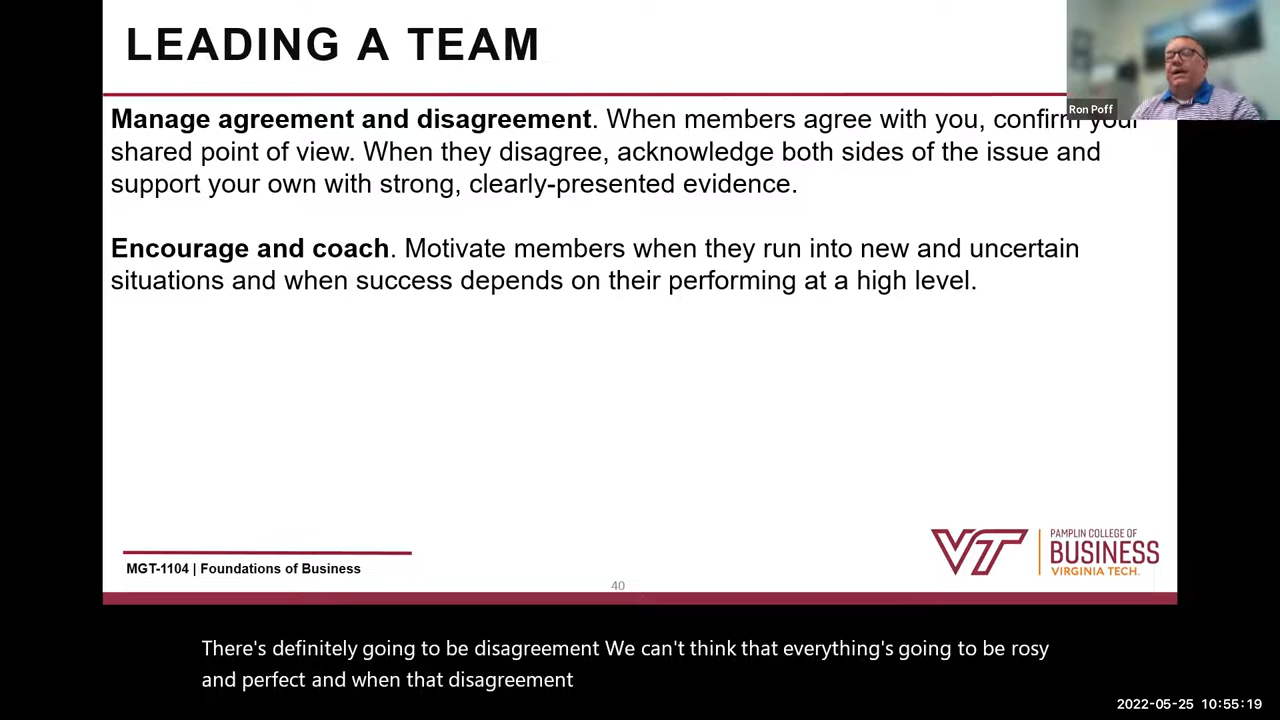 LEADING A TEAM
Ron Poff
Manage agreement and disagreement. When members agree with you, confirm your
shared point of view. When they disagree, acknowledge both sides of the issue and
support your own with strong, clearly-presented evidence.
Encourage and coach. Motivate members when they run into new and uncertain
situations and when success depends on their performing at a high level.
MGT-1104 | Foundations of Business
40
VT
PAMPLIN COLLEGE OF
BUSINESS
VIRGINIA TECH.
There's definitely going to be disagreement We can't think that everything's going to be rosy
and perfect and when that disagreement
2022-05-25 10:55:19